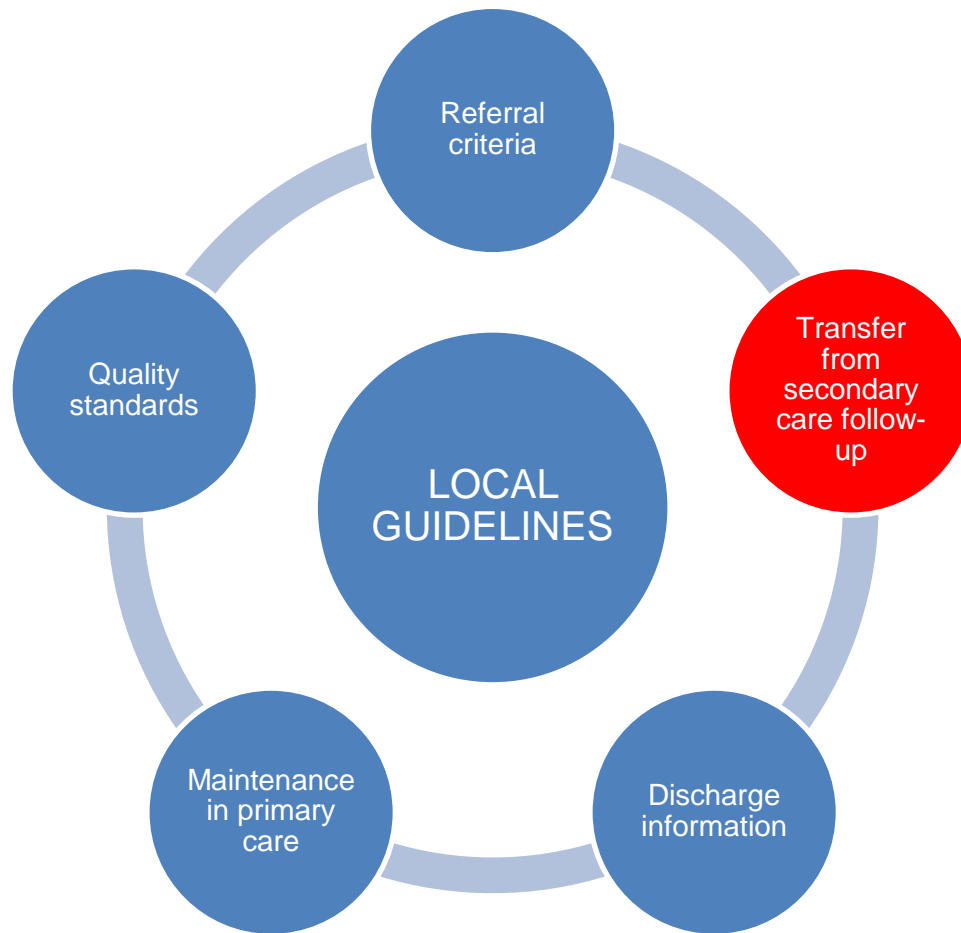 Referral
criteria
Transfer
from
secondary
care follow-
up
Quality
standards
LOCAL
GUIDELINES
Maintenance
in primary
care
Discharge
information